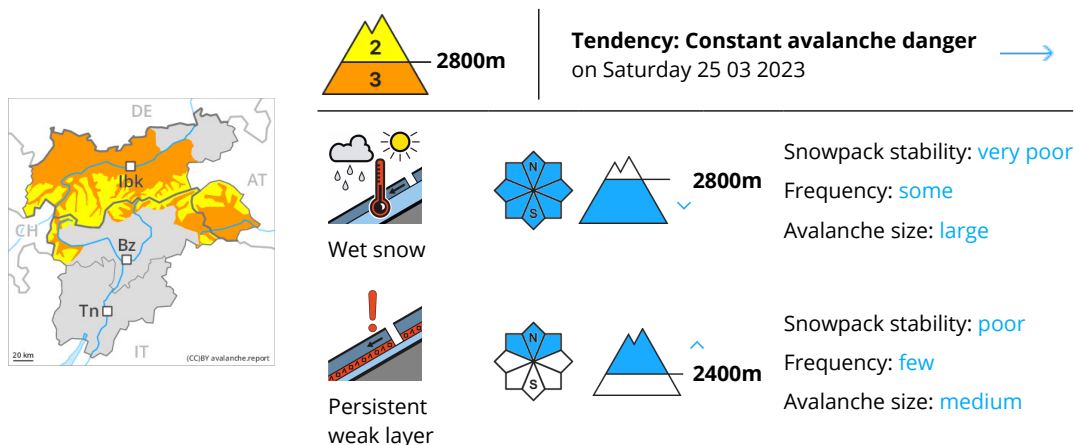 2
3
2800m
Tendency: Constant avalanche danger
on Saturday 25 03 2023
DE
AT
Ibk
CH
Bz
Tn
IT
20 km
(CC)BY avalanche.report
Wet snow
N
S
2800m
Snowpack stability: very poor
Frequency: some
Avalanche size: large
Persistent
weak layer
N
S
2400m
Snowpack stability: poor
Frequency: few
Avalanche size: medium